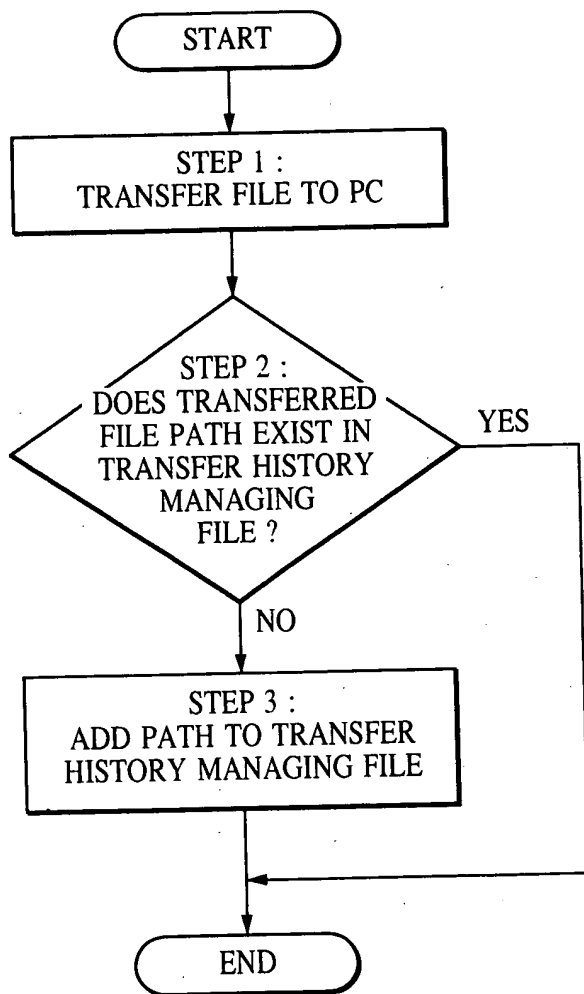 START
STEP 1 :
TRANSFER FILE TO PC
STEP 2 :
DOES TRANSFERRED
FILE PATH EXIST IN
TRANSFER HISTORY
MANAGING
FILE ?
YES
NO
STEP 3 :
ADD PATH TO TRANSFER
HISTORY MANAGING FILE
END